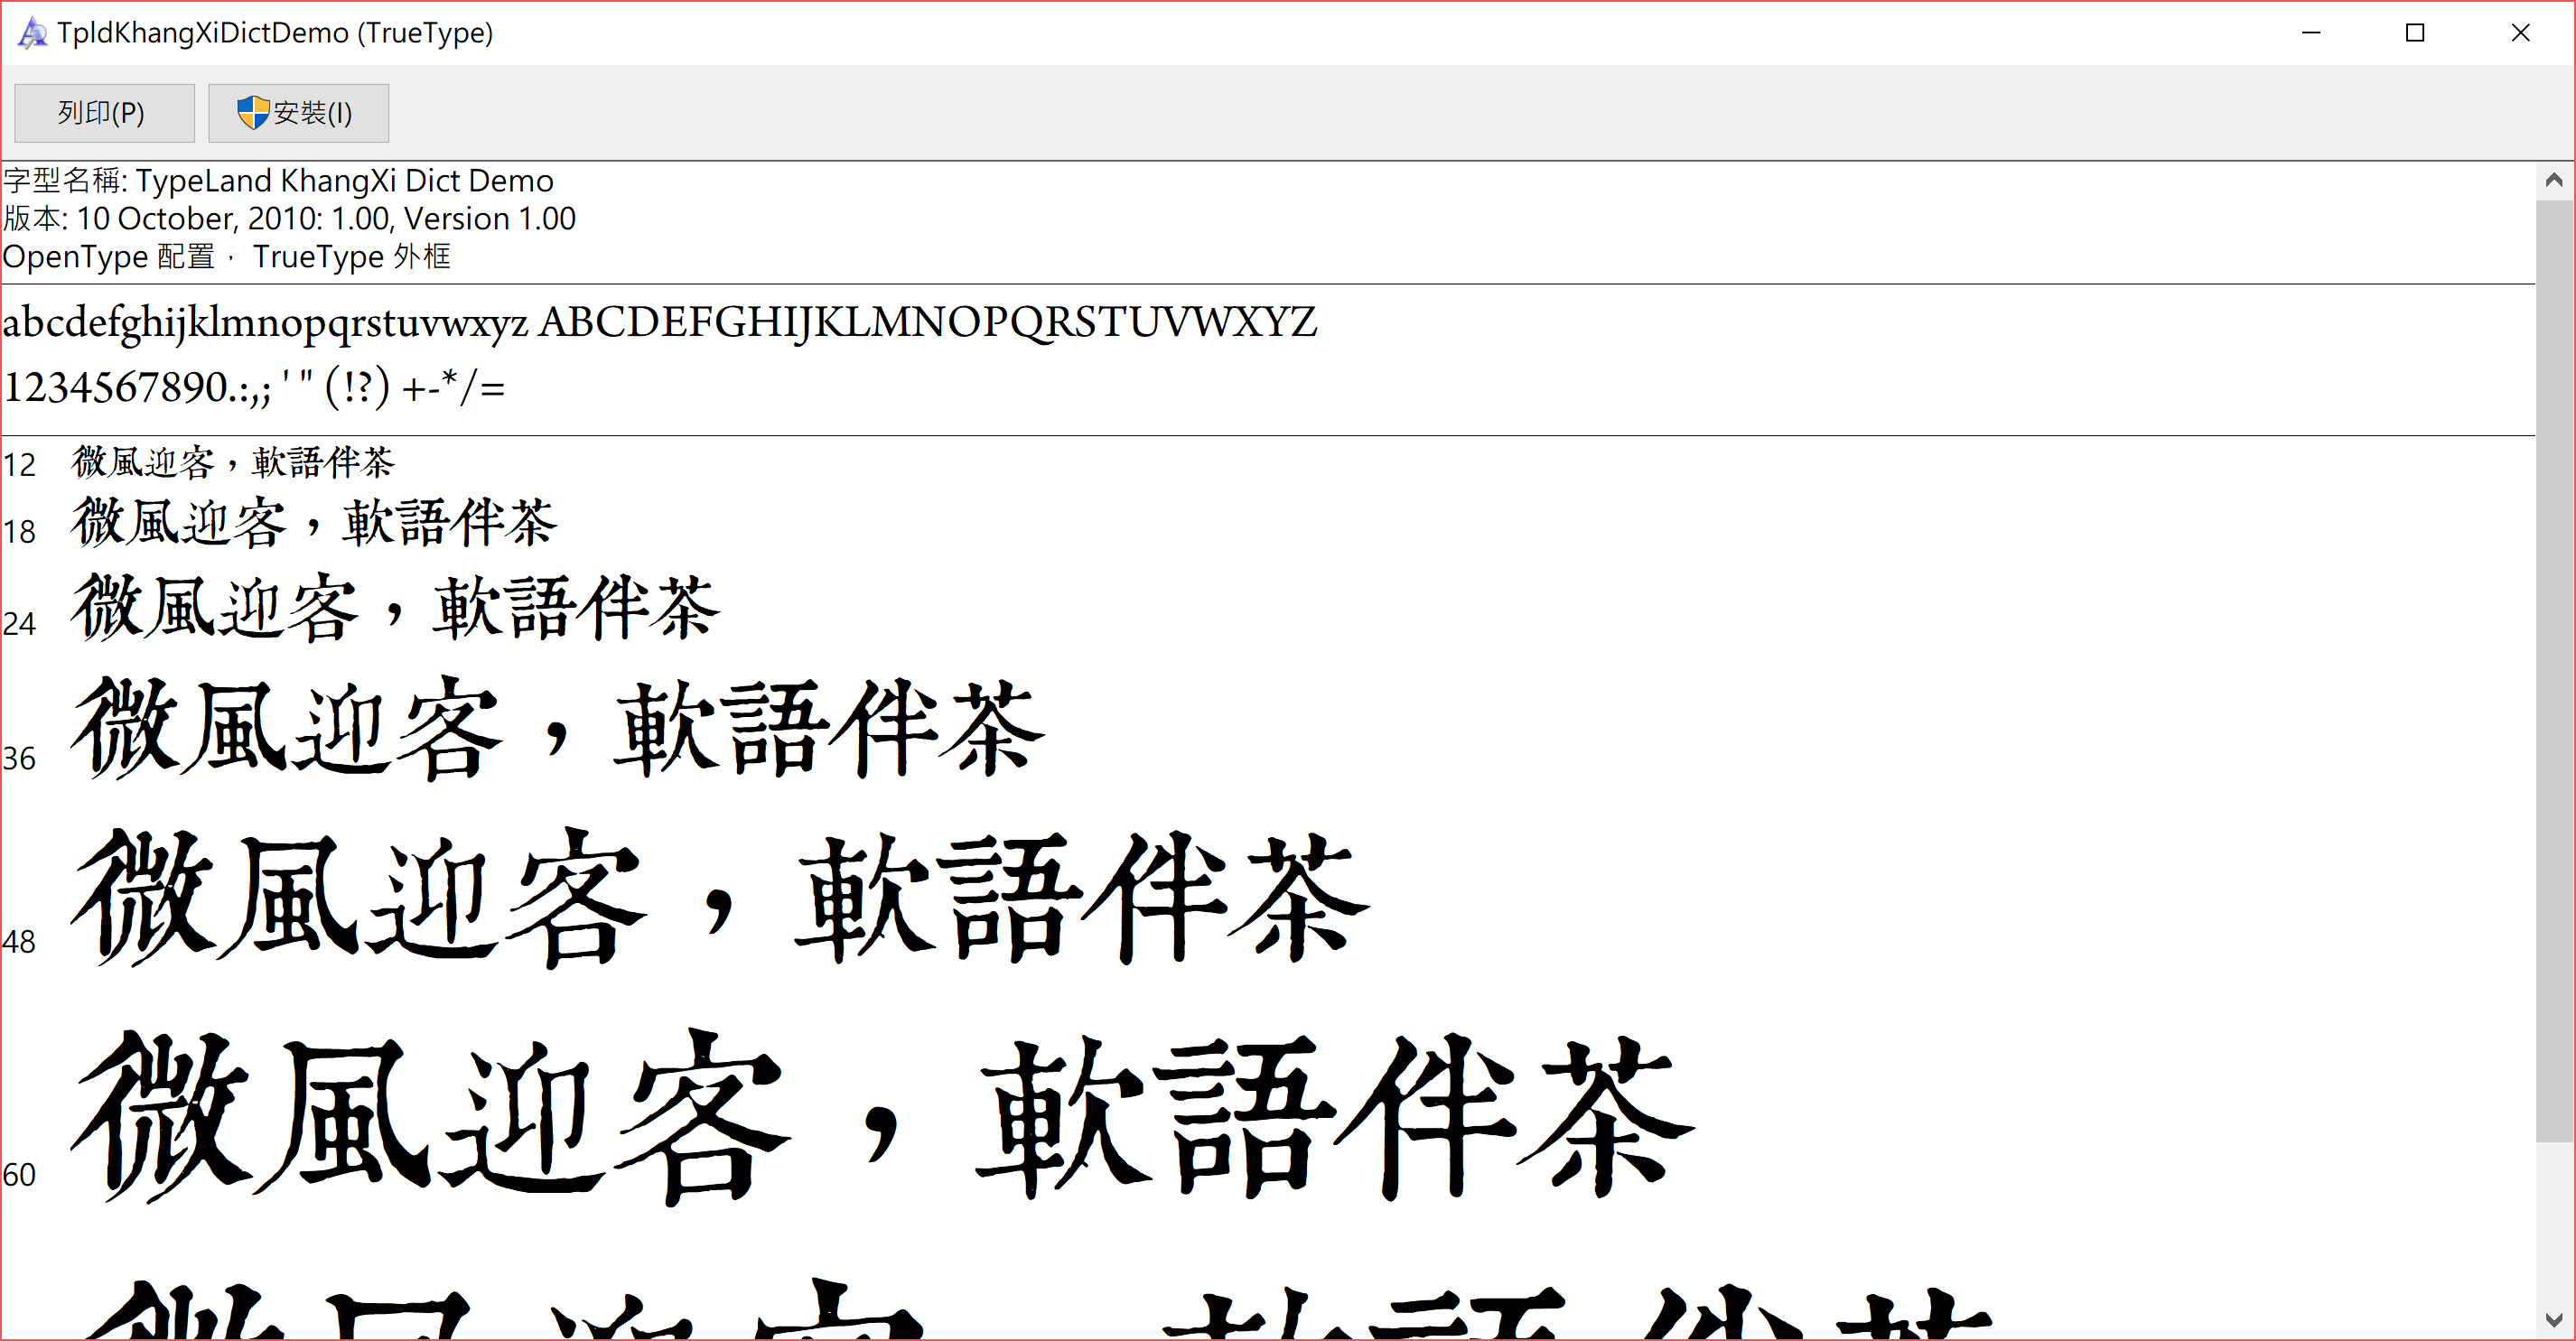 TpldKhangXiDictDemo (TrueType)
列印(P) 安裝(I)
字型名稱: TypeLand KhangXi Dict Demo
版本: 10 October, 2010: 1.00, Version 1.00
OpenType 配置， TrueType 外框
abcdefghijklmnopqrstuvwxyz ABCDEFGHIJKLMNOPQRSTUVWXYZ
1234567890.:,; ' " (!?) +-*/=
12 微風迎客，軟語伴茶
18 微風迎客，軟語伴茶
24 微風迎客，軟語伴茶
36 微風迎客，軟語伴茶
48 微風迎客，軟語伴茶
60 微風迎客，軟語伴茶